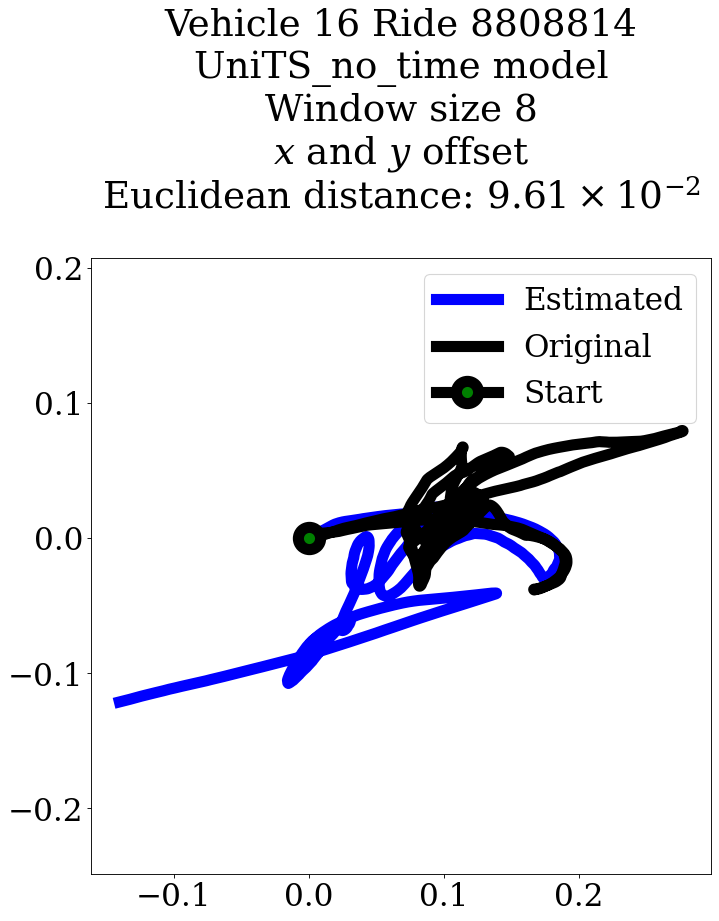 Vehicle 16 Ride 8808814
UniTS_no_time model
Window size 8
x and y offset
Euclidean distance: 9.61 × 10⁻²
Estimated
Original
Start
0.2
0.1
0.0
−0.1
−0.2
−0.1
0.0
0.1
0.2